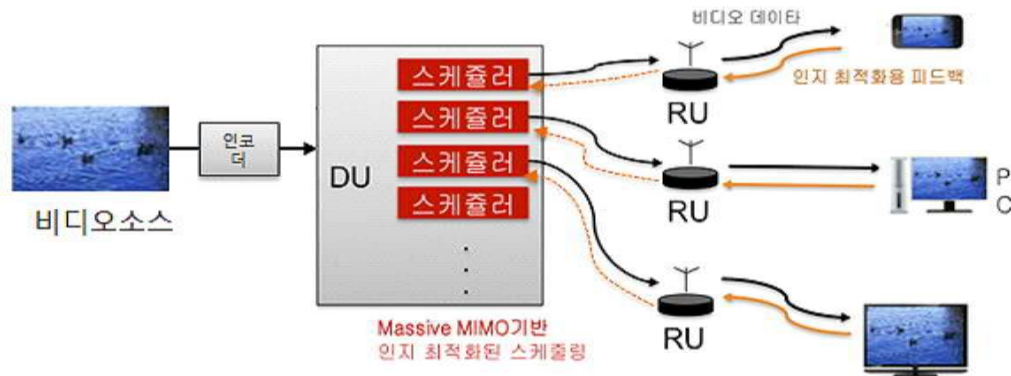 비디오 데이타
스케쥴러
인지 최적화용 피드백
RU
스케쥴러
인코
더
스케쥴러
DU
P
C
RU
스케쥴러
비디오소스
Massive MIMO기반
RU
인지 최적화된 스케줄링